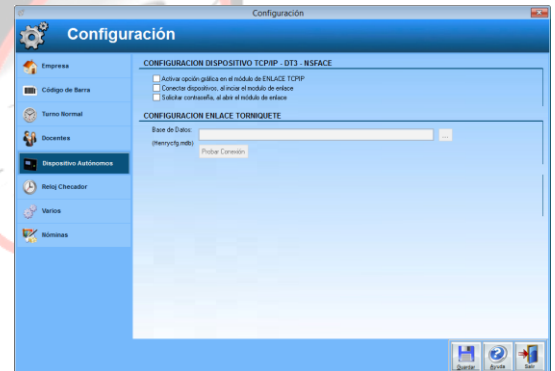 Configuración
Configuración
Empresa
Código de Barra
Turno Normal
Docentes
Dispositivo Autónomos
Reloj Checador
Varios
Nóminas
CONFIGURACION DISPOSITIVO TCP/IP - DT3 - NSFACE
Activar opción gráfica en el módulo de ENLACE TCPIP
Conectar dispositivos, al iniciar el modulo de enlace
Solicitar contraseña, al abrir el módulo de enlace
CONFIGURACION ENLACE TORNIQUETE
Base de Datos:
...
(Henrycfg.mdb)
Probar Conexión
Guardar
Ayuda
Salir